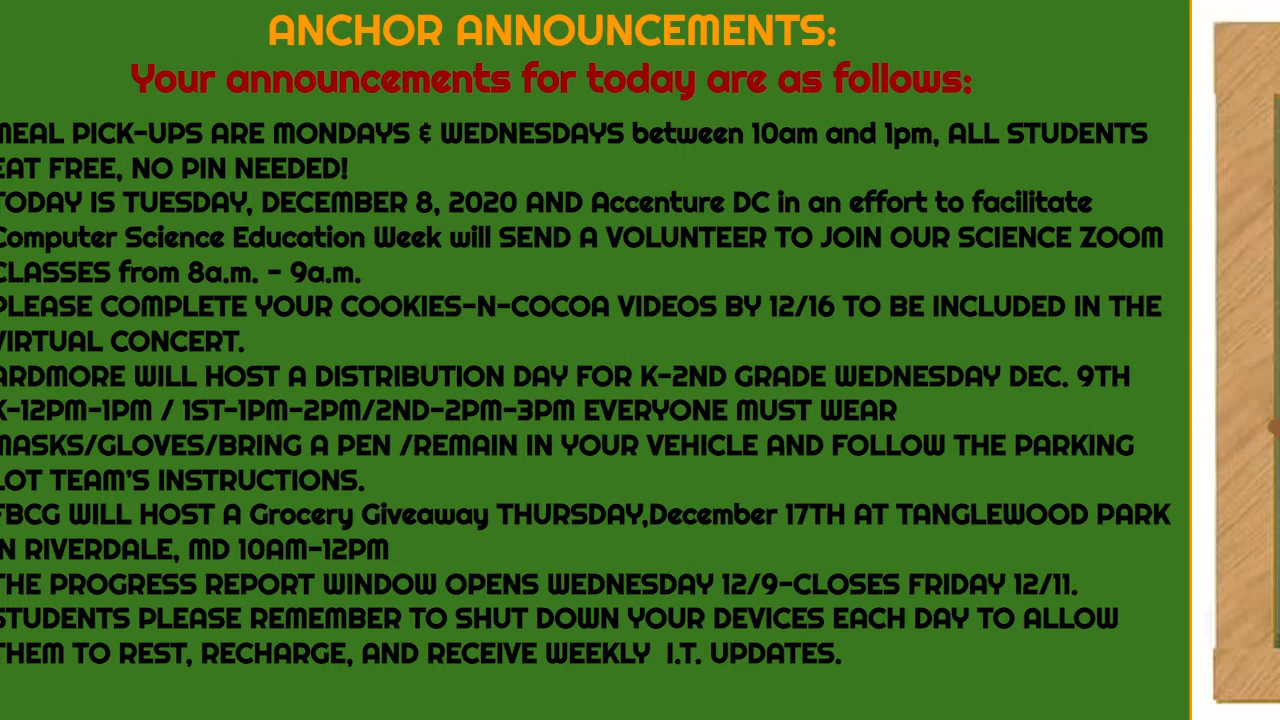 ANCHOR ANNOUNCEMENTS:
Your announcements for today are as follows:
MEAL PICK-UPS ARE MONDAYS & WEDNESDAYS between 10am and 1pm, ALL STUDENTS
EAT FREE, NO PIN NEEDED!
TODAY IS TUESDAY, DECEMBER 8, 2020 AND Accenture DC in an effort to facilitate
Computer Science Education Week will SEND A VOLUNTEER TO JOIN OUR SCIENCE ZOOM
CLASSES from 8a.m. - 9a.m.
PLEASE COMPLETE YOUR COOKIES-N-COCOA VIDEOS BY 12/16 TO BE INCLUDED IN THE
VIRTUAL CONCERT.
ARDMORE WILL HOST A DISTRIBUTION DAY FOR K-2ND GRADE WEDNESDAY DEC. 9TH
K-12PM-1PM / 1ST-1PM-2PM/2ND-2PM-3PM EVERYONE MUST WEAR
MASKS/GLOVES/BRING A PEN /REMAIN IN YOUR VEHICLE AND FOLLOW THE PARKING
LOT TEAM'S INSTRUCTIONS.
FBCG WILL HOST A Grocery Giveaway THURSDAY,December 17TH AT TANGLEWOOD PARK
IN RIVERDALE, MD 10AM-12PM
THE PROGRESS REPORT WINDOW OPENS WEDNESDAY 12/9-CLOSES FRIDAY 12/11.
STUDENTS PLEASE REMEMBER TO SHUT DOWN YOUR DEVICES EACH DAY TO ALLOW
THEM TO REST, RECHARGE, AND RECEIVE WEEKLY I.T. UPDATES.